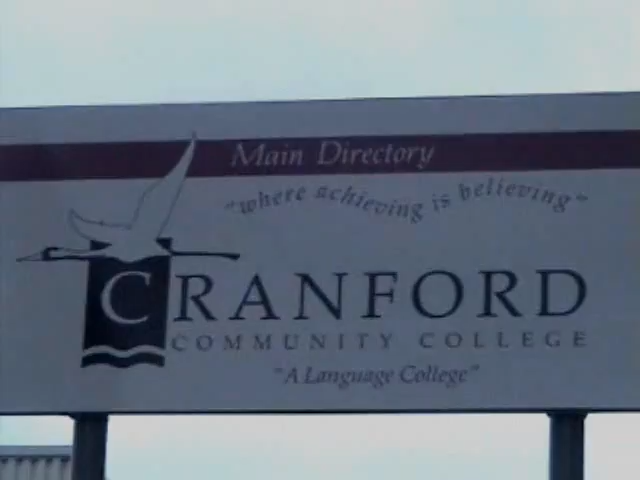 Main Directory
"where achieving is believing"
CRANFORD
COMMUNITY COLLEGE
"A Language College"